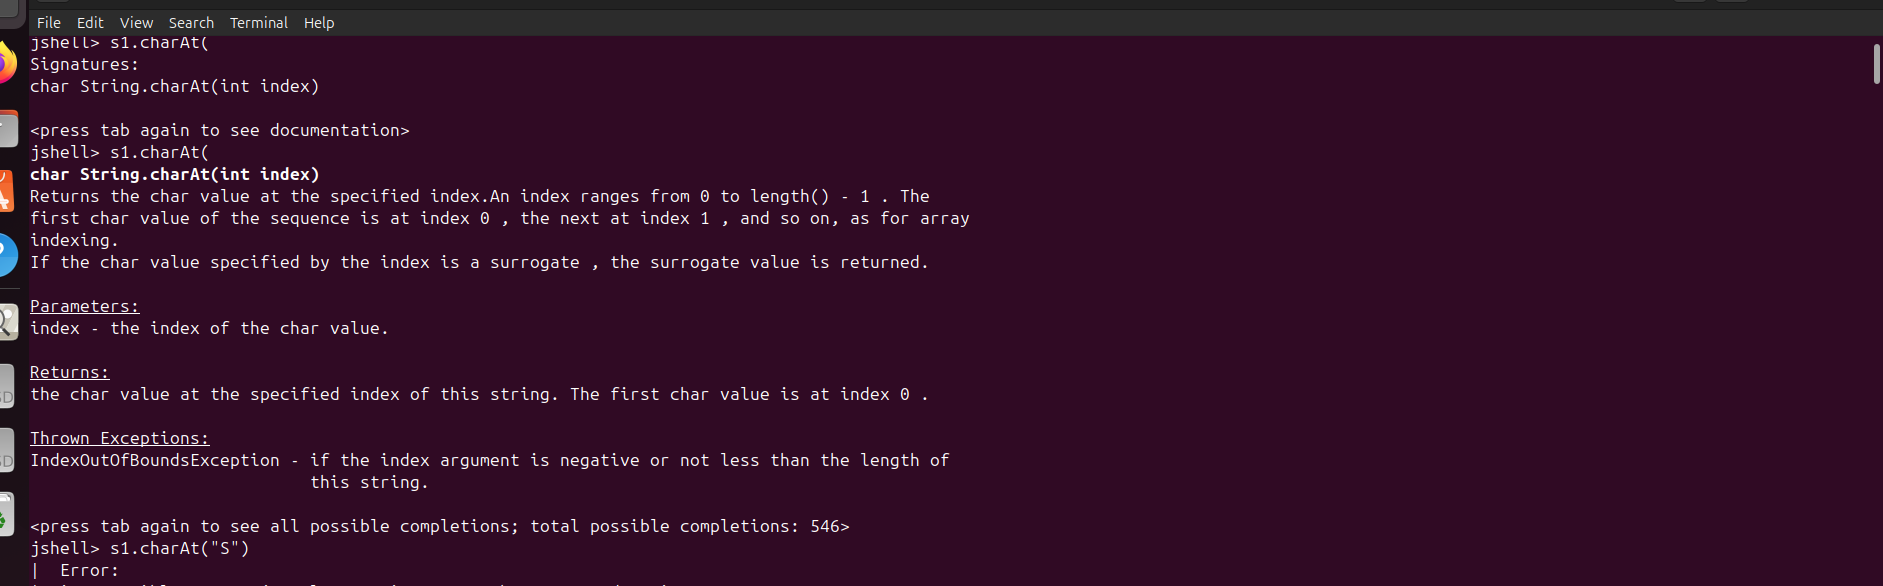 File Edit View Search Terminal Help
jshell> s1.charAt(
Signatures:
char String.charAt(int index)
<press tab again to see documentation>
jshell> s1.charAt(
char String.charAt(int index)
Returns the char value at the specified index.An index ranges from 0 to length() - 1 . The
first char value of the sequence is at index 0 , the next at index 1 , and so on, as for array
indexing.
If the char value specified by the index is a surrogate , the surrogate value is returned.
Parameters:
index - the index of the char value.
Returns:
the char value at the specified index of this string. The first char value is at index 0 .
Thrown Exceptions:
IndexOutOfBoundsException - if the index argument is negative or not less than the length of
this string.
<press tab again to see all possible completions; total possible completions: 546>
jshell> s1.charAt("S")
| Error: